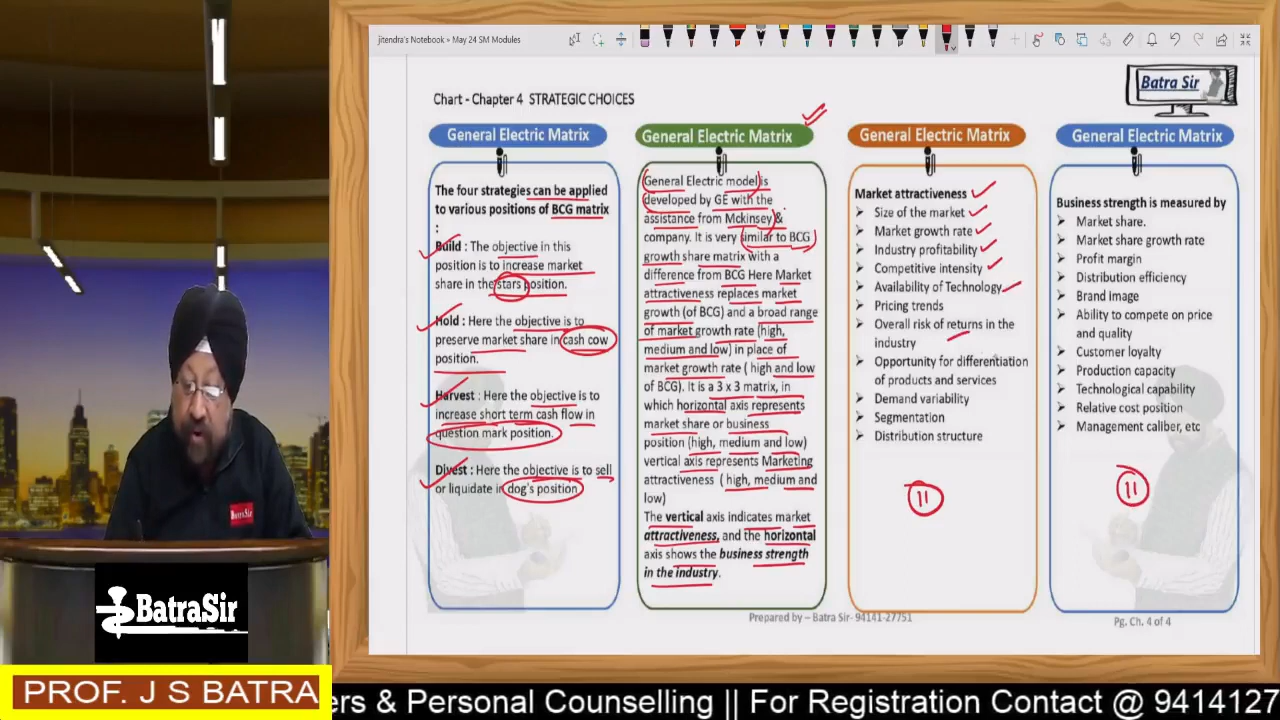 jitendra's Notebook » May 24 SM Modules
Batra Sir
Chart - Chapter 4 STRATEGIC CHOICES
General Electric Matrix
The four strategies can be applied
to various positions of BCG matrix
:
Build : The objective in this
position is to increase market
share in the stars position.
Hold : Here the objective is to
preserve market share in cash cow
position.
Harvest : Here the objective is to
increase short term cash flow in
question mark position.
Divest : Here the objective is to sell
or liquidate in dog's position
General Electric Matrix
General Electric model is
developed by GE with the
assistance from Mckinsey &
company. It is very similar to BCG
growth share matrix with a
difference from BCG Here Market
attractiveness replaces market
growth (of BCG) and a broad range
of market growth rate (high,
medium and low) in place of
market growth rate ( high and low
of BCG). It is a 3 x 3 matrix, in
which horizontal axis represents
market share or business
position (high, medium and low)
vertical axis represents Marketing
attractiveness ( high, medium and
low)
The vertical axis indicates market
attractiveness, and the horizontal
axis shows the business strength
in the industry.
General Electric Matrix
Market attractiveness
➢ Size of the market
➢ Market growth rate
➢ Industry profitability
➢ Competitive intensity
➢ Availability of Technology
➢ Pricing trends
➢ Overall risk of returns in the
industry
➢ Opportunity for differentiation
of products and services
➢ Demand variability
➢ Segmentation
➢ Distribution structure
11
General Electric Matrix
Business strength is measured by
➢ Market share.
➢ Market share growth rate
➢ Profit margin
➢ Distribution efficiency
➢ Brand image
➢ Ability to compete on price
and quality
➢ Customer loyalty
➢ Production capacity
➢ Technological capability
➢ Relative cost position
➢ Management caliber, etc
11
Prepared by – Batra Sir- 94141-27751
Pg. Ch. 4 of 4
BatraSir
BatraSir
PROF. J S BATRA
ers & Personal Counselling || For Registration Contact @ 9414127